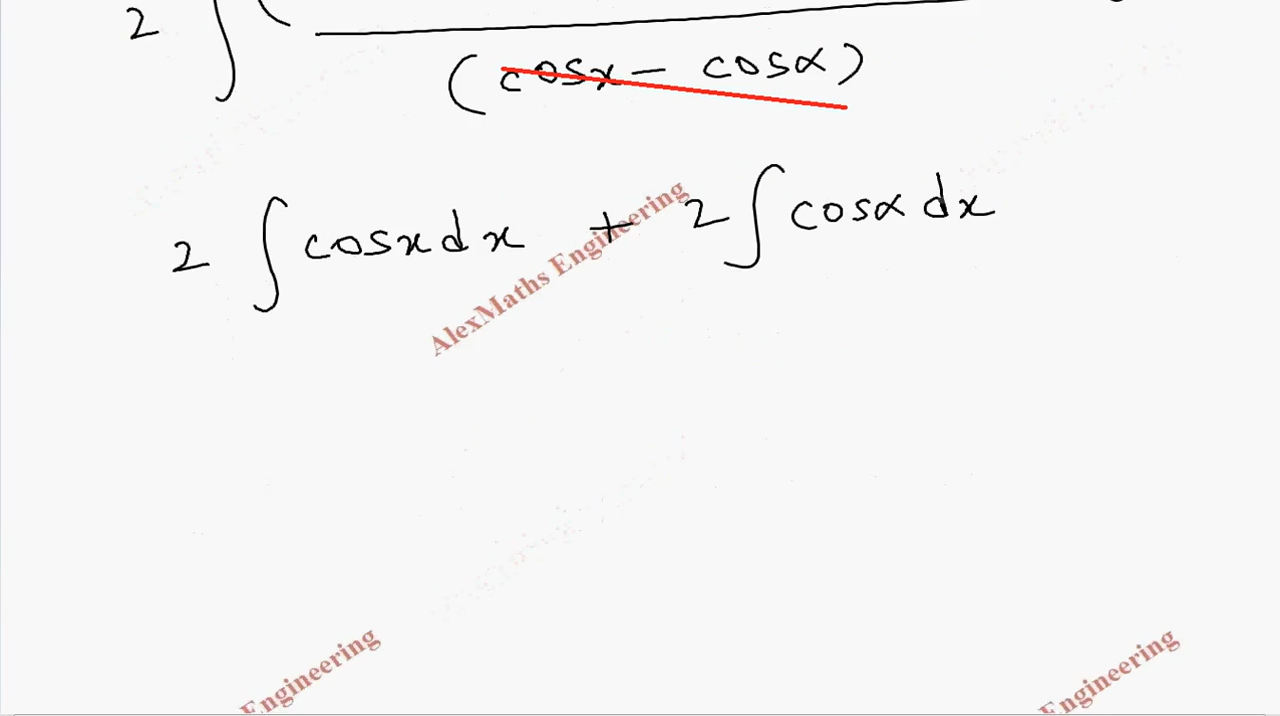 2 ∫ (
(cosx − cosα)
2 ∫ cosx dx + 2 ∫ cosα dx
AlexMaths Engineering
Engineering
Engineering